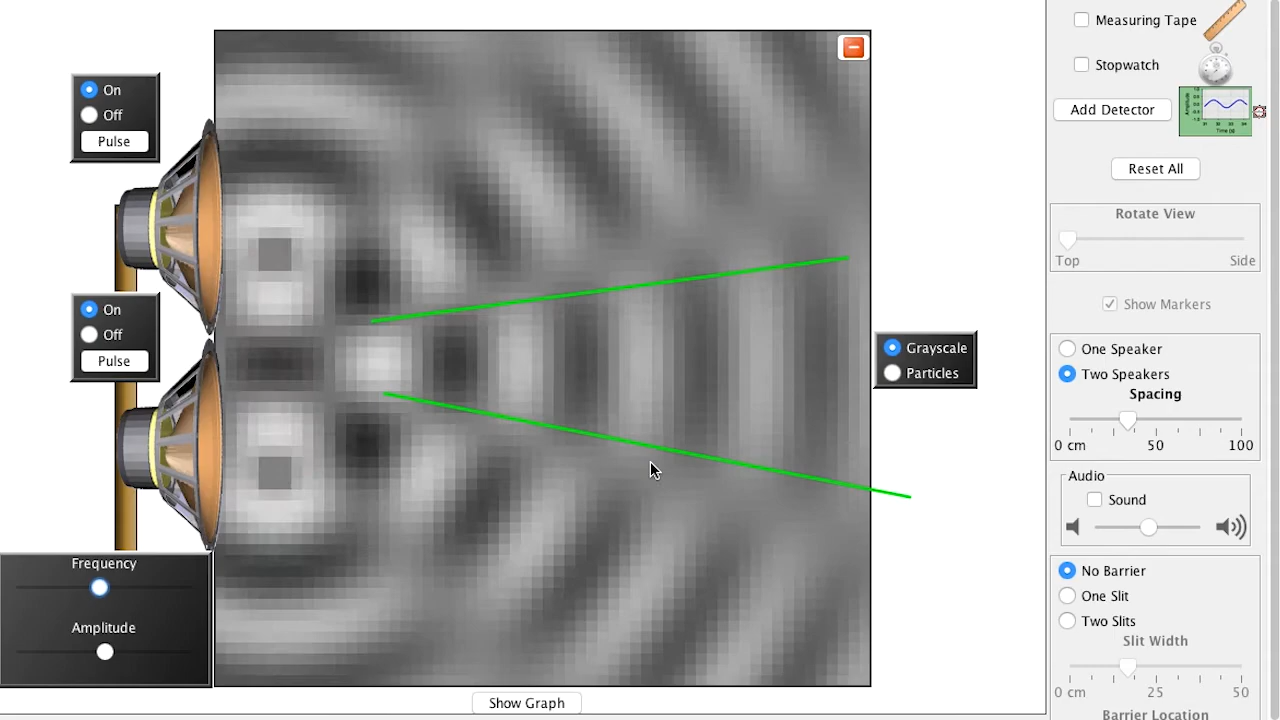 On
Off
Pulse
On
Off
Pulse
Frequency
Amplitude
Show Graph
Grayscale
Particles
Measuring Tape
Stopwatch
Add Detector
Reset All
Rotate View
Top Side
Show Markers
One Speaker
Two Speakers
Spacing
0 cm 50 100
Audio
Sound
No Barrier
One Slit
Two Slits
Slit Width
0 cm 25 50
Barrier Location